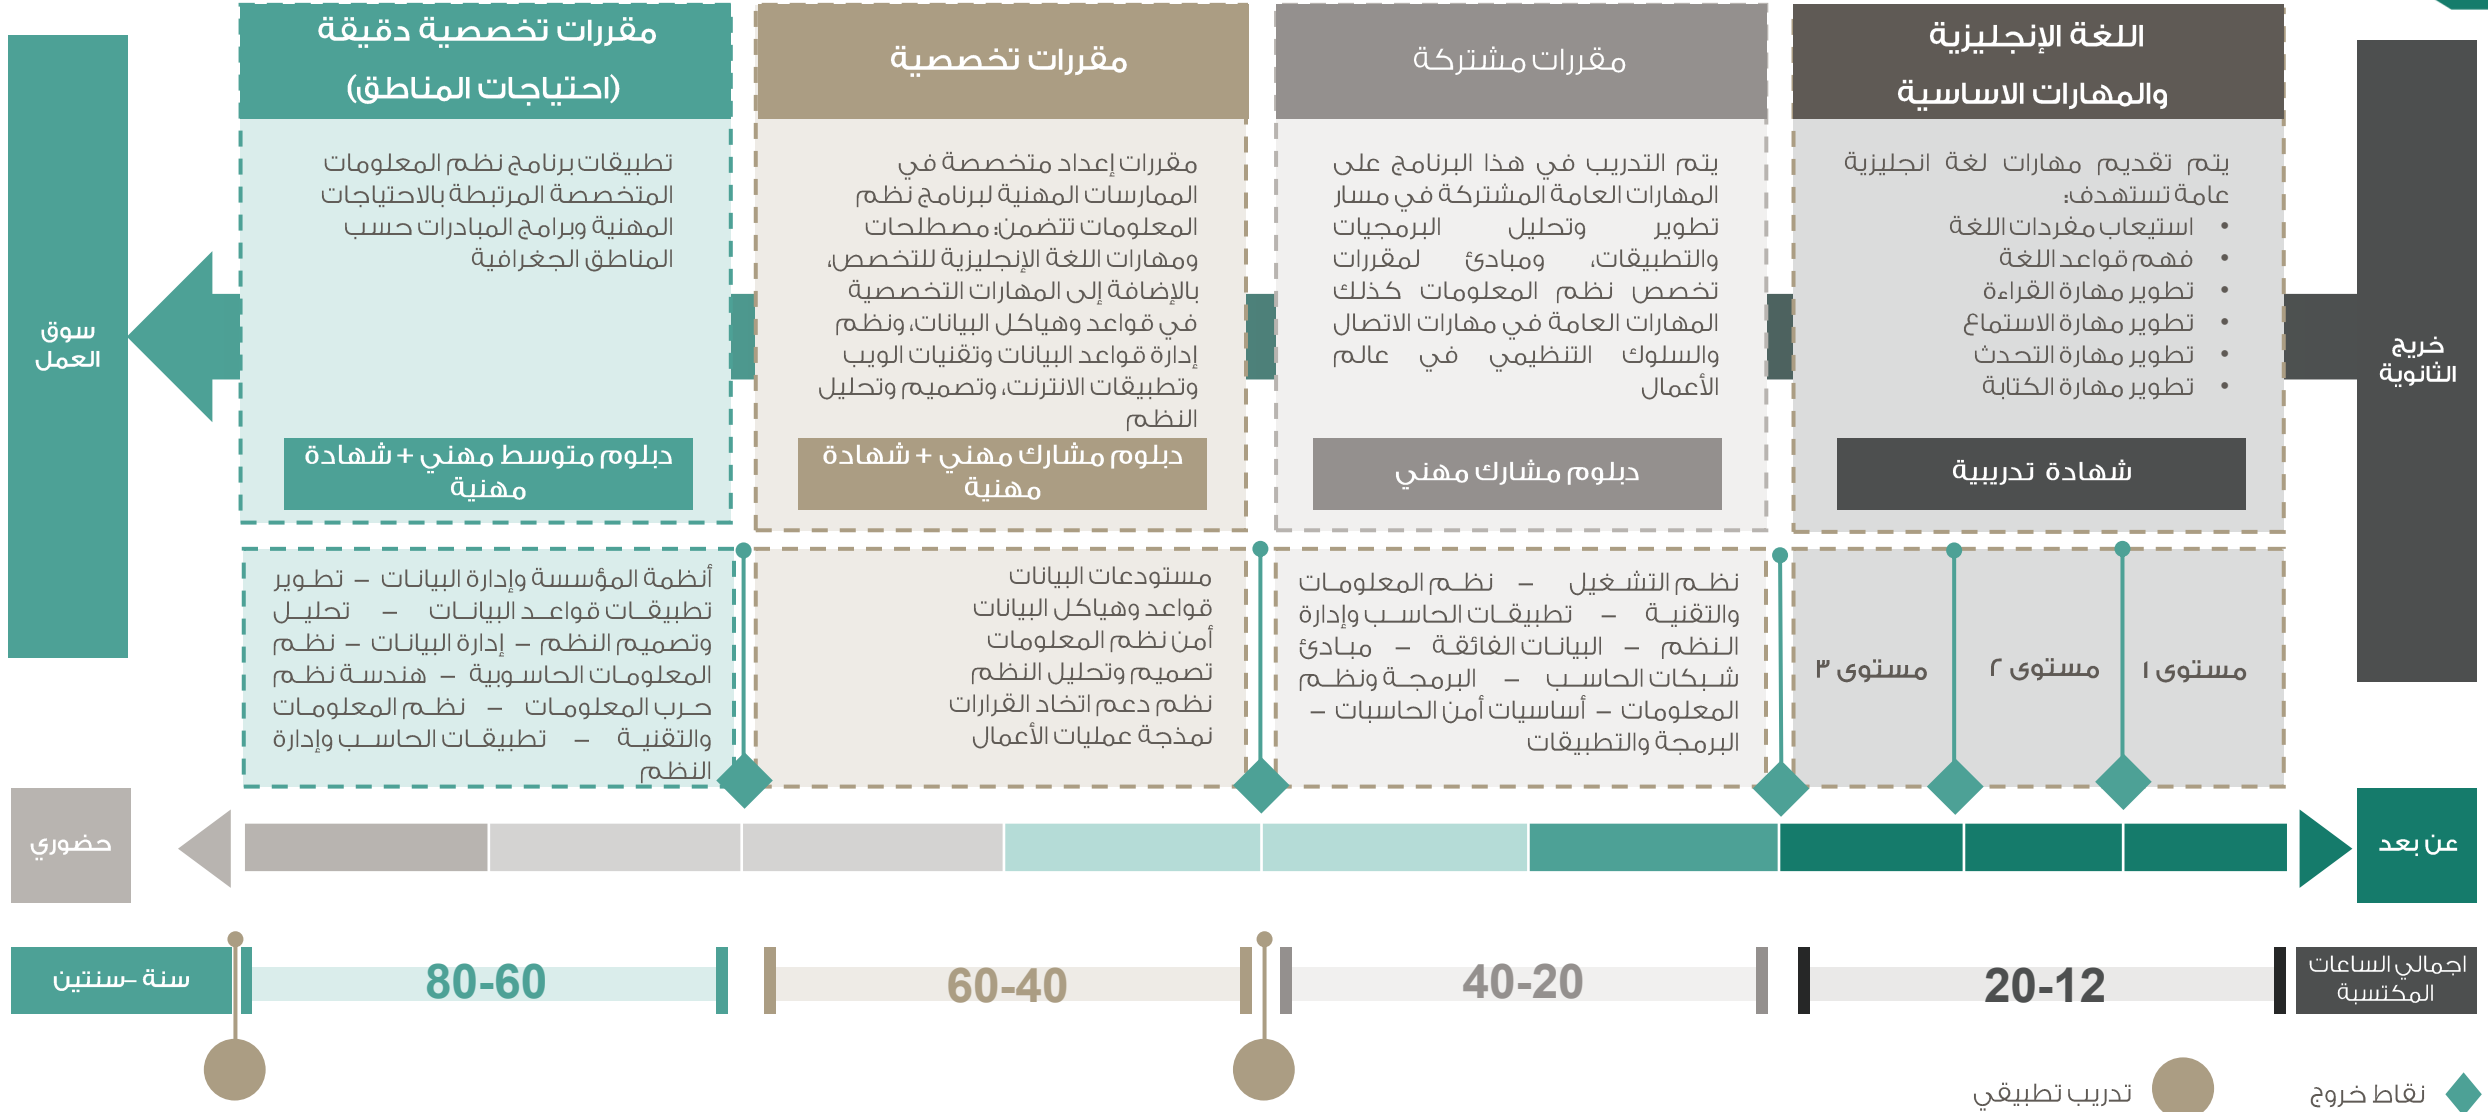 خريج
الثانوية
اللغة الإنجليزية
والمهارات الاساسية
يتم تقديم مهارات لغة انجليزية
عامة تستهدف:
• استيعاب مفردات اللغة
• فهم قواعد اللغة
• تطوير مهارة القراءة
• تطوير مهارة الاستماع
• تطوير مهارة التحدث
• تطوير مهارة الكتابة
شهادة تدريبية
مقررات مشتركة
يتم التدريب في هذا البرنامج على
المهارات العامة المشتركة في مسار
تطوير وتحليل البرمجيات
والتطبيقات، ومبادئ لمقررات
تخصص نظم المعلومات كذلك
المهارات العامة في مهارات الاتصال
والسلوك التنظيمي في عالم
الأعمال
دبلوم مشارك مهني
مقررات تخصصية
مقررات إعداد متخصصة في
الممارسات المهنية لبرنامج نظم
المعلومات تتضمن: مصطلحات
ومهارات اللغة الإنجليزية للتخصص،
بالإضافة إلى المهارات التخصصية
في قواعد وهياكل البيانات، ونظم
إدارة قواعد البيانات وتقنيات الويب
وتطبيقات الانترنت، وتصميم وتحليل
النظم
دبلوم مشارك مهني + شهادة
مهنية
مقررات تخصصية دقيقة
(احتياجات المناطق)
تطبيقات برنامج نظم المعلومات
المتخصصة المرتبطة بالاحتياجات
المهنية وبرامج المبادرات حسب
المناطق الجغرافية
دبلوم متوسط مهني + شهادة
مهنية
سوق
العمل
مستوى ١
مستوى ٢
مستوى ٣
نظم التشغيل – نظم المعلومات
والتقنية – تطبيقات الحاسب وإدارة
النظم – البيانات الفائقة – مبادئ
شبكات الحاسب – البرمجة ونظم
المعلومات – أساسيات أمن الحاسبات –
البرمجة والتطبيقات
مستودعات البيانات
قواعد وهياكل البيانات
أمن نظم المعلومات
تصميم وتحليل النظم
نظم دعم اتخاد القرارات
نمذجة عمليات الأعمال
أنظمة المؤسسة وإدارة البيانات – تطوير
تطبيقات قواعد البيانات – تحليل
وتصميم النظم – إدارة البيانات – نظم
المعلومات الحاسوبية – هندسة نظم
حرب المعلومات – نظم المعلومات
والتقنية – تطبيقات الحاسب وإدارة
النظم
عن بعد
حضوري
اجمالي الساعات
المكتسبة
20-12
40-20
60-40
80-60
سنة –سنتين
نقاط خروج
تدريب تطبيقي